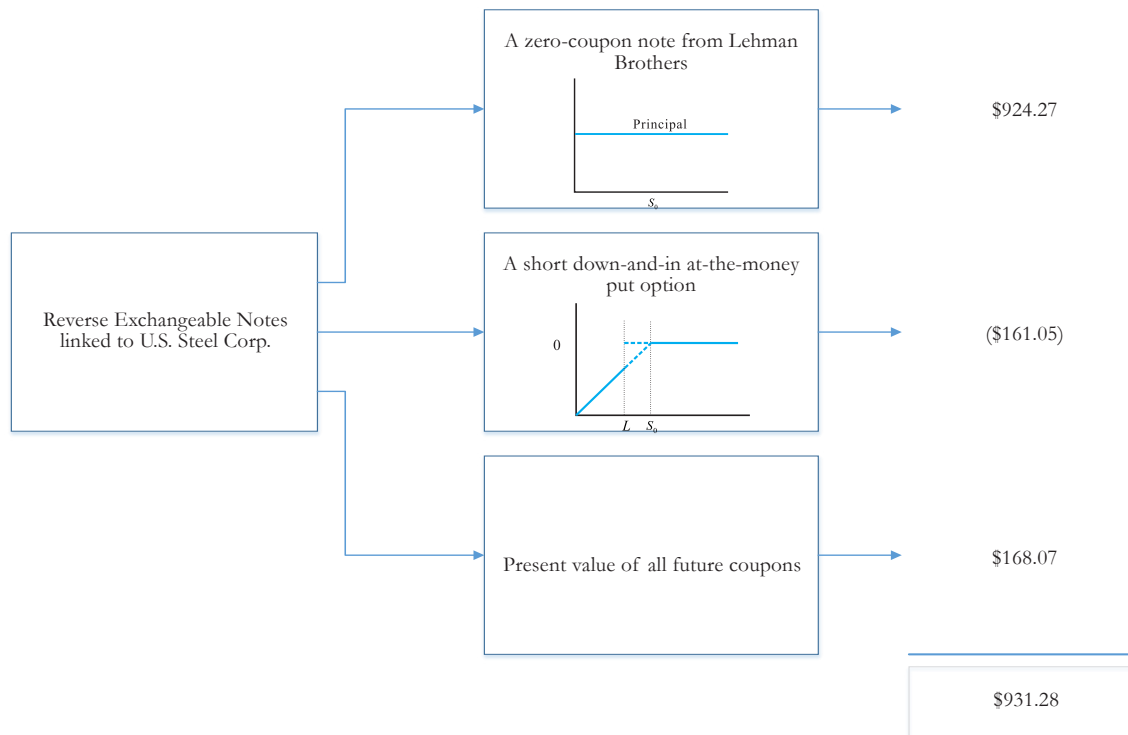 A zero-coupon note from Lehman
Brothers
Principal
S₀
$924.27
Reverse Exchangeable Notes
linked to U.S. Steel Corp.
A short down-and-in at-the-money
put option
0
L S₀
($161.05)
Present value of all future coupons
$168.07
$931.28